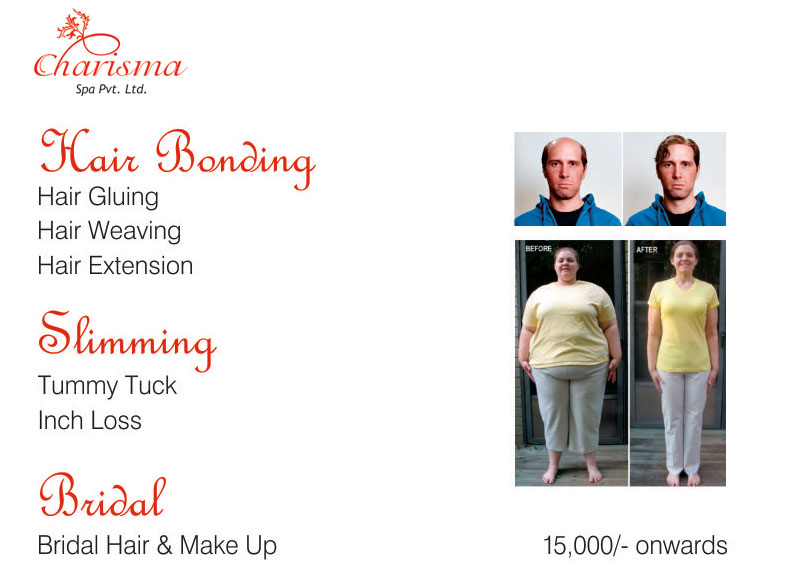 Charisma
Spa Pvt. Ltd.
Hair Bonding
Hair Gluing
Hair Weaving
Hair Extension
BEFORE
AFTER
Slimming
Tummy Tuck
Inch Loss
Bridal
Bridal Hair & Make Up 15,000/- onwards